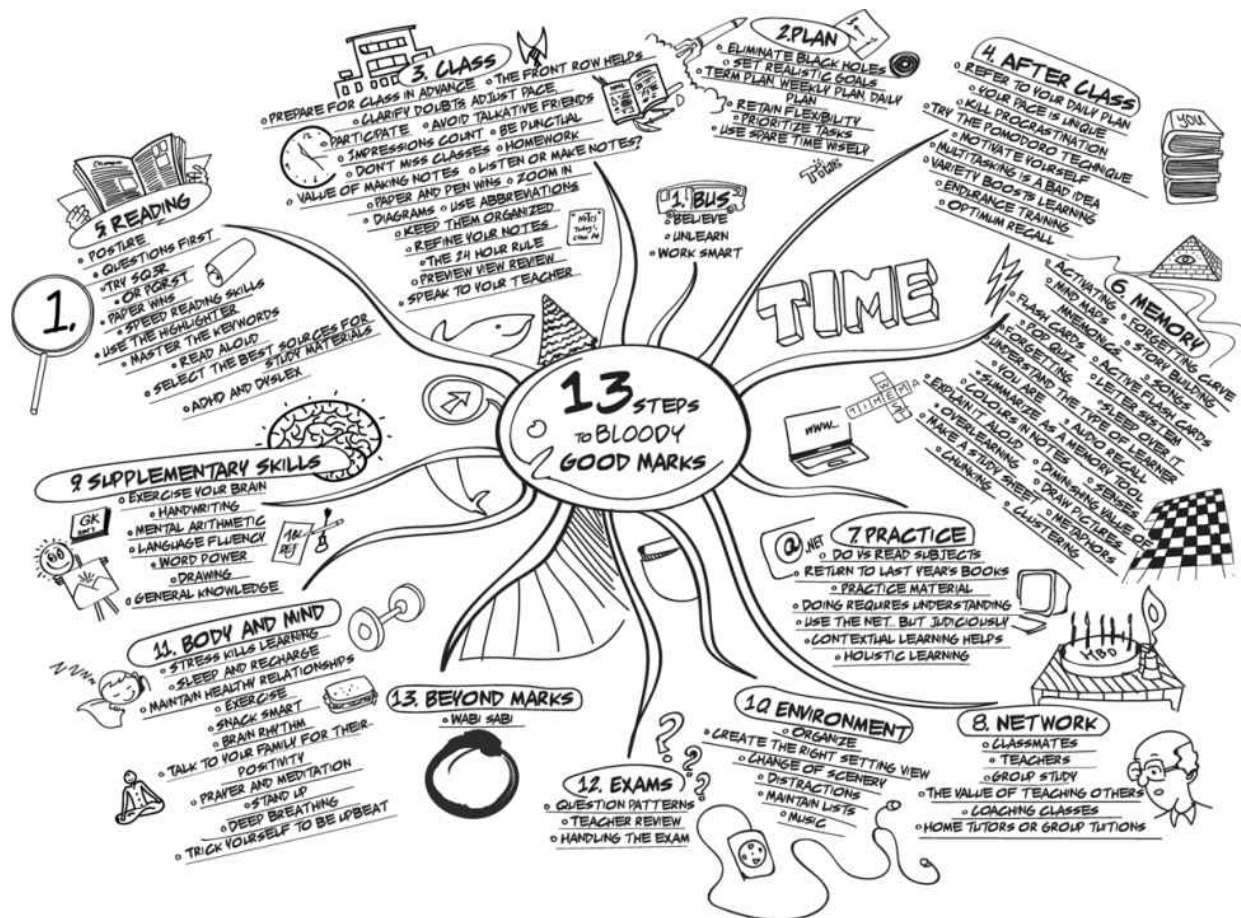 13 STEPS
TO BLOODY
GOOD MARKS
1. BUS
BELIEVE
UNLEARN
WORK SMART
2. PLAN
ELIMINATE BLACK HOLES
SET REALISTIC GOALS
TERM PLAN, WEEKLY PLAN, DAILY
PLAN
RETAIN FLEXIBILITY
PRIORITIZE TASKS
USE SPARE TIME WISELY
3. CLASS
THE FRONT ROW HELPS
PREPARE FOR CLASS IN ADVANCE
CLARIFY DOUBTS, ADJUST PACE
PARTICIPATE
AVOID TALKATIVE FRIENDS
IMPRESSIONS COUNT
BE PUNCTUAL
DON'T MISS CLASSES
HOMEWORK
VALUE OF MAKING NOTES
LISTEN OR MAKE NOTES?
PAPER AND PEN WINS
ZOOM IN
DIAGRAMS
USE ABBREVIATIONS
KEEP THEM ORGANIZED
REFINE YOUR NOTES
THE 24 HOUR RULE
PREVIEW VIEW REVIEW
SPEAK TO YOUR TEACHER
4. AFTER CLASS
REFER TO YOUR DAILY PLAN
YOUR PACE IS UNIQUE
KILL PROCRASTINATION
TRY THE POMODORO TECHNIQUE
MOTIVATE YOURSELF
MULTITASKING IS A BAD IDEA
VARIETY BOOSTS LEARNING
ENDURANCE TRAINING
OPTIMUM RECALL
YOU
5. READING
POSTURE
QUESTIONS FIRST
TRY SQ3R
OR PQRST
PAPER WINS
SPEED READING SKILLS
USE THE HIGHLIGHTER
MASTER THE KEYWORDS
READ ALOUD
SELECT THE BEST SOURCES FOR
STUDY MATERIALS
ADHD AND DYSLEX
1.
TIME
6. MEMORY
ACTIVATING
FORGETTING CURVE
MIND MAPS
STORY BUILDING
MNEMONICS
SONGS
FLASH CARDS
ACTIVE FLASH CARDS
POP QUIZ
LEITER SYSTEM
FORGETTING
SLEEP OVER IT
UNDERSTAND THE TYPE OF LEARNER
YOU ARE
AUDIO RECALL
SUMMARIZE AS A MEMORY TOOL
COLOURS IN NOTES
SENSES
EXPLAIN IT ALOUD
DIMINISHING VALUE OF
OVERLEARNING
DRAW PICTURES
MAKE A STUDY SHEET
METAPHORS
CHUNKING
CLUSTERING
WWW...
7. PRACTICE
DO VS READ SUBJECTS
RETURN TO LAST YEAR'S BOOKS
PRACTICE MATERIAL
DOING REQUIRES UNDERSTANDING
USE THE NET.. BUT JUDICIOUSLY
CONTEXTUAL LEARNING HELPS
HOLISTIC LEARNING
@.NET
HBD
8. NETWORK
CLASSMATES
TEACHERS
GROUP STUDY
THE VALUE OF TEACHING OTHERS
COACHING CLASSES
HOME TUTORS OR GROUP TUITIONS
9. SUPPLEMENTARY SKILLS
EXERCISE YOUR BRAIN
HANDWRITING
MENTAL ARITHMETIC
LANGUAGE FLUENCY
WORD POWER
DRAWING
GENERAL KNOWLEDGE
GK
10. ENVIRONMENT
ORGANIZE
CREATE THE RIGHT SETTING VIEW
CHANGE OF SCENERY
DISTRACTIONS
MAINTAIN LISTS
MUSIC
11. BODY AND MIND
STRESS KILLS LEARNING
SLEEP AND RECHARGE
MAINTAIN HEALTHY RELATIONSHIPS
EXERCISE
SNACK SMART
BRAIN RHYTHM
TALK TO YOUR FAMILY FOR THEIR
POSITIVITY
PRAYER AND MEDITATION
STAND UP
DEEP BREATHING
TRICK YOURSELF TO BE UPBEAT
12. EXAMS
QUESTION PATTERNS
TEACHER REVIEW
HANDLING THE EXAM
???
13. BEYOND MARKS
WABI SABI